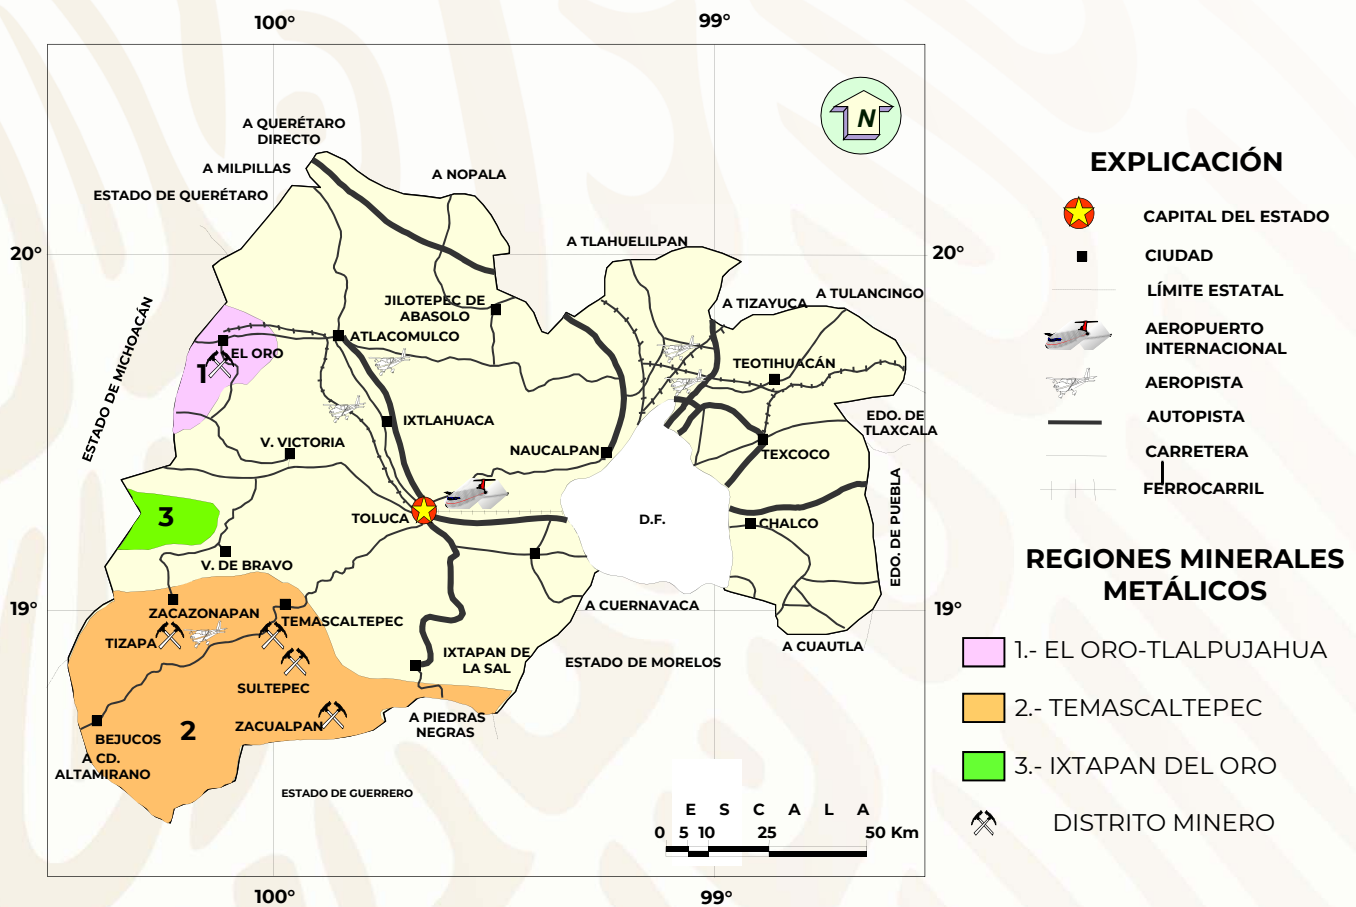 100°
99°
A QUERÉTARO
DIRECTO
A MILPILLAS
A NOPALA
ESTADO DE QUERÉTARO
20°
A TLAHUELILPAN
20°
A TIZAYUCA
A TULANCINGO
JILOTEPEC DE
ABASOLO
ATLACOMULCO
EL ORO
1
TEOTIHUACÁN
ESTADO DE MICHOACÁN
IXTLAHUACA
EDO. DE
TLAXCALA
V. VICTORIA
NAUCALPAN
TEXCOCO
3
TOLUCA
D.F.
CHALCO
EDO. DE PUEBLA
V. DE BRAVO
19°
ZACAZONAPAN
TEMASCALTEPEC
A CUERNAVACA
19°
TIZAPA
IXTAPAN DE
LA SAL
ESTADO DE MORELOS
A CUAUTLA
SULTEPEC
2
ZACUALPAN
A PIEDRAS
NEGRAS
BEJUCOS
A CD.
ALTAMIRANO
ESTADO DE GUERRERO
E S C A L A
0 5 10 25 50 Km
100°
99°
N
EXPLICACIÓN
CAPITAL DEL ESTADO
CIUDAD
LÍMITE ESTATAL
AEROPUERTO
INTERNACIONAL
AEROPISTA
AUTOPISTA
CARRETERA
FERROCARRIL
REGIONES MINERALES
METÁLICOS
1.- EL ORO-TLALPUJAHUA
2.- TEMASCALTEPEC
3.- IXTAPAN DEL ORO
DISTRITO MINERO